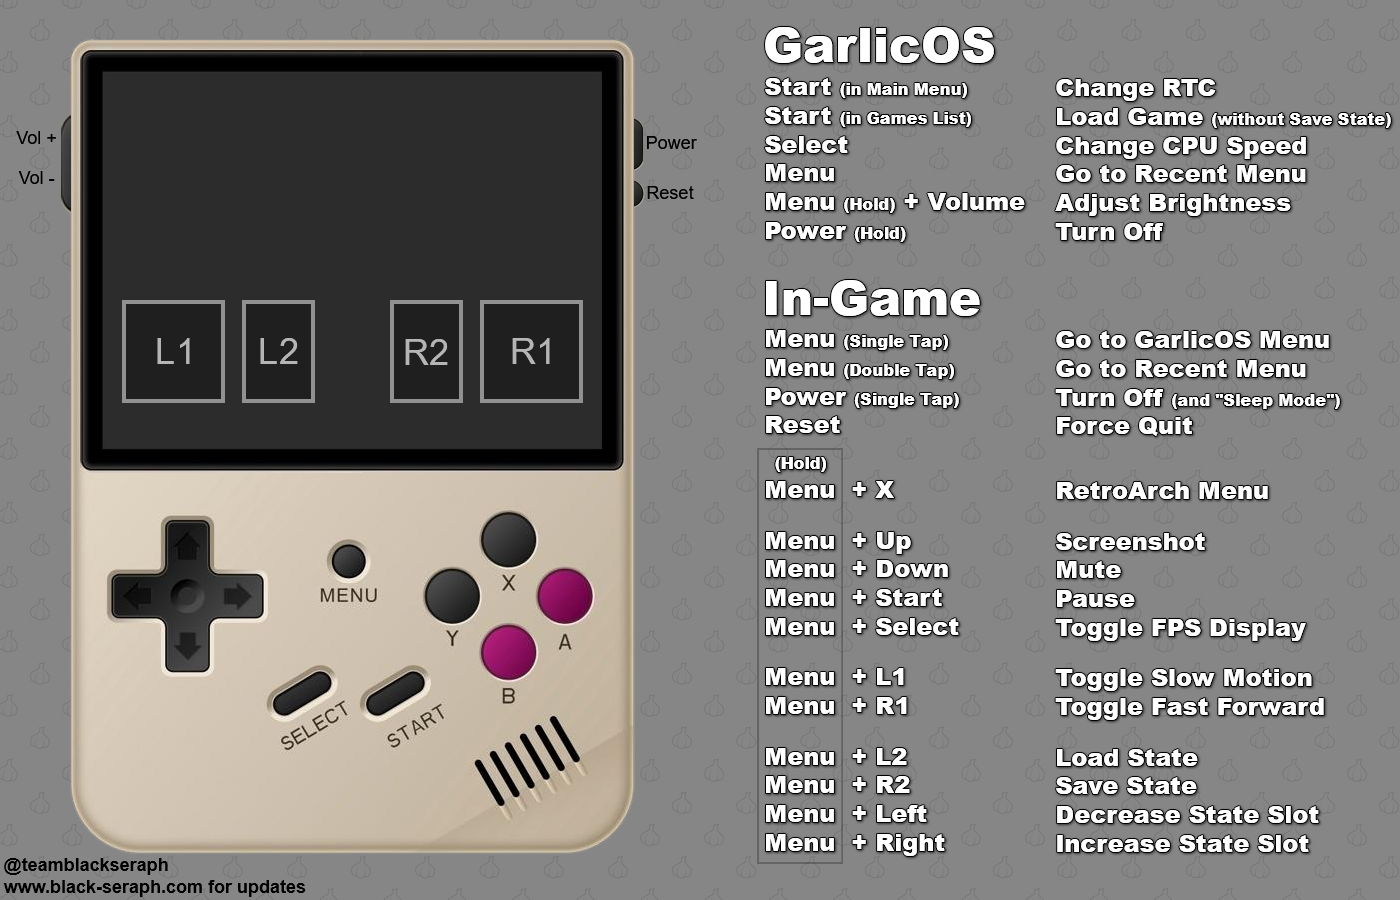 Vol +
Vol -
Power
Reset
L1
L2
R2
R1
MENU
X
Y
A
B
SELECT
START
@teamblackseraph
www.black-seraph.com for updates
GarlicOS
Start (in Main Menu) Change RTC
Start (in Games List) Load Game (without Save State)
Select Change CPU Speed
Menu Go to Recent Menu
Menu (Hold) + Volume Adjust Brightness
Power (Hold) Turn Off
In-Game
Menu (Single Tap) Go to GarlicOS Menu
Menu (Double Tap) Go to Recent Menu
Power (Single Tap) Turn Off (and "Sleep Mode")
Reset Force Quit
(Hold)
Menu + X RetroArch Menu
Menu + Up Screenshot
Menu + Down Mute
Menu + Start Pause
Menu + Select Toggle FPS Display
Menu + L1 Toggle Slow Motion
Menu + R1 Toggle Fast Forward
Menu + L2 Load State
Menu + R2 Save State
Menu + Left Decrease State Slot
Menu + Right Increase State Slot